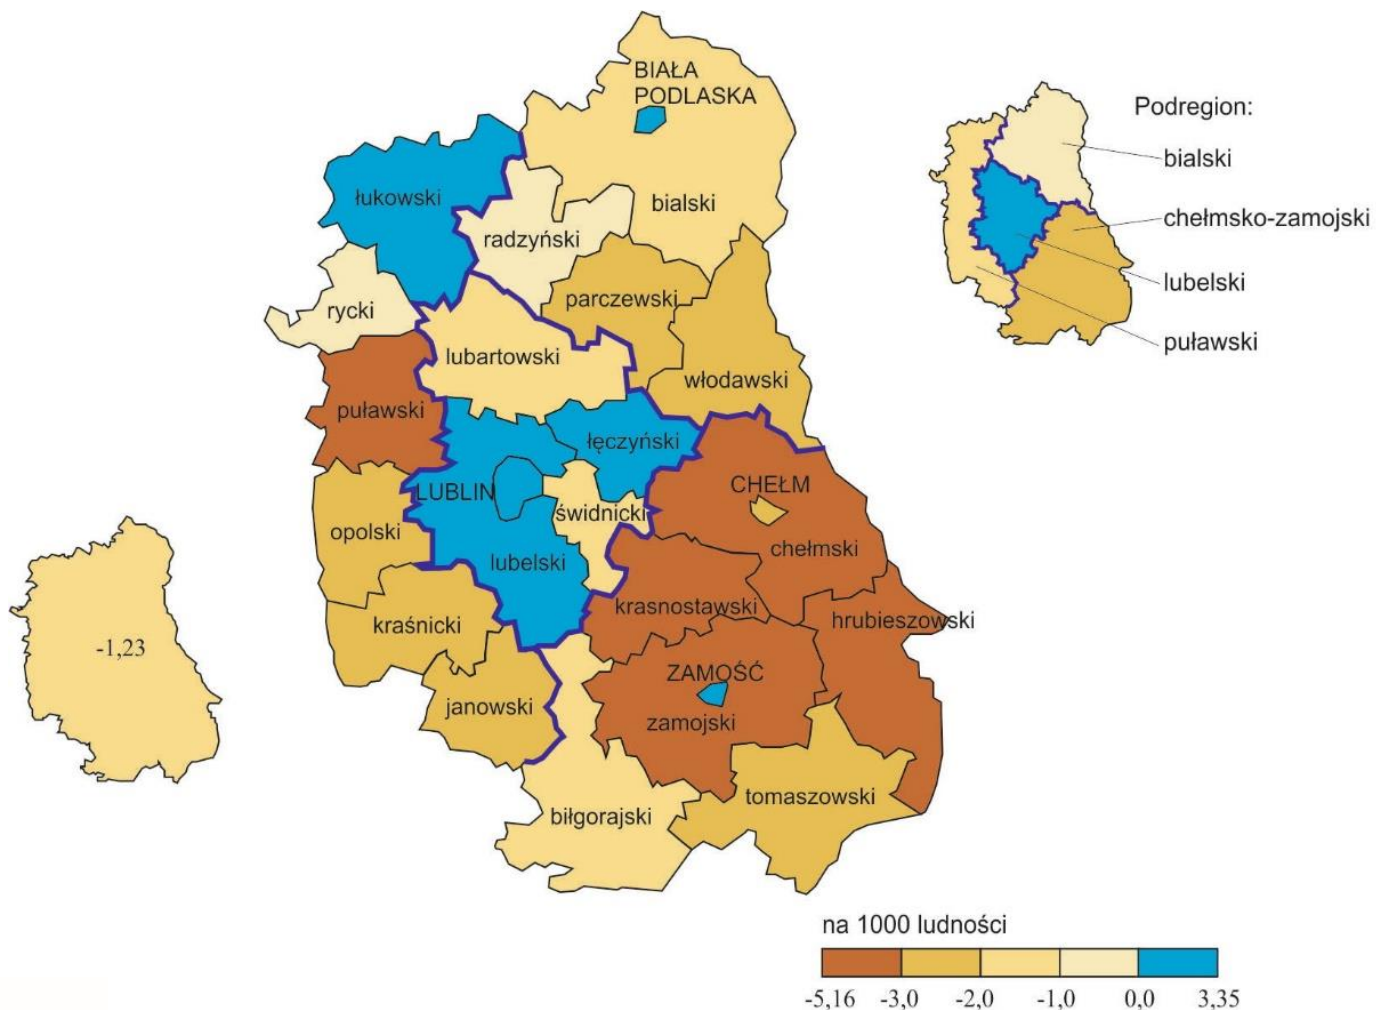 BIAŁA
PODLASKA
Podregion:
bialski
chełmsko-zamojski
lubelski
puławski
łukowski
bialski
radzyński
parczewski
rycki
lubartowski
włodawski
puławski
łęczyński
LUBLIN
CHEŁM
świdnicki
opolski
chełmski
lubelski
krasnostawski
hrubieszowski
kraśnicki
-1,23
ZAMOŚĆ
janowski
zamojski
tomaszowski
biłgorajski
na 1000 ludności
-5,16 -3,0 -2,0 -1,0 0,0 3,35